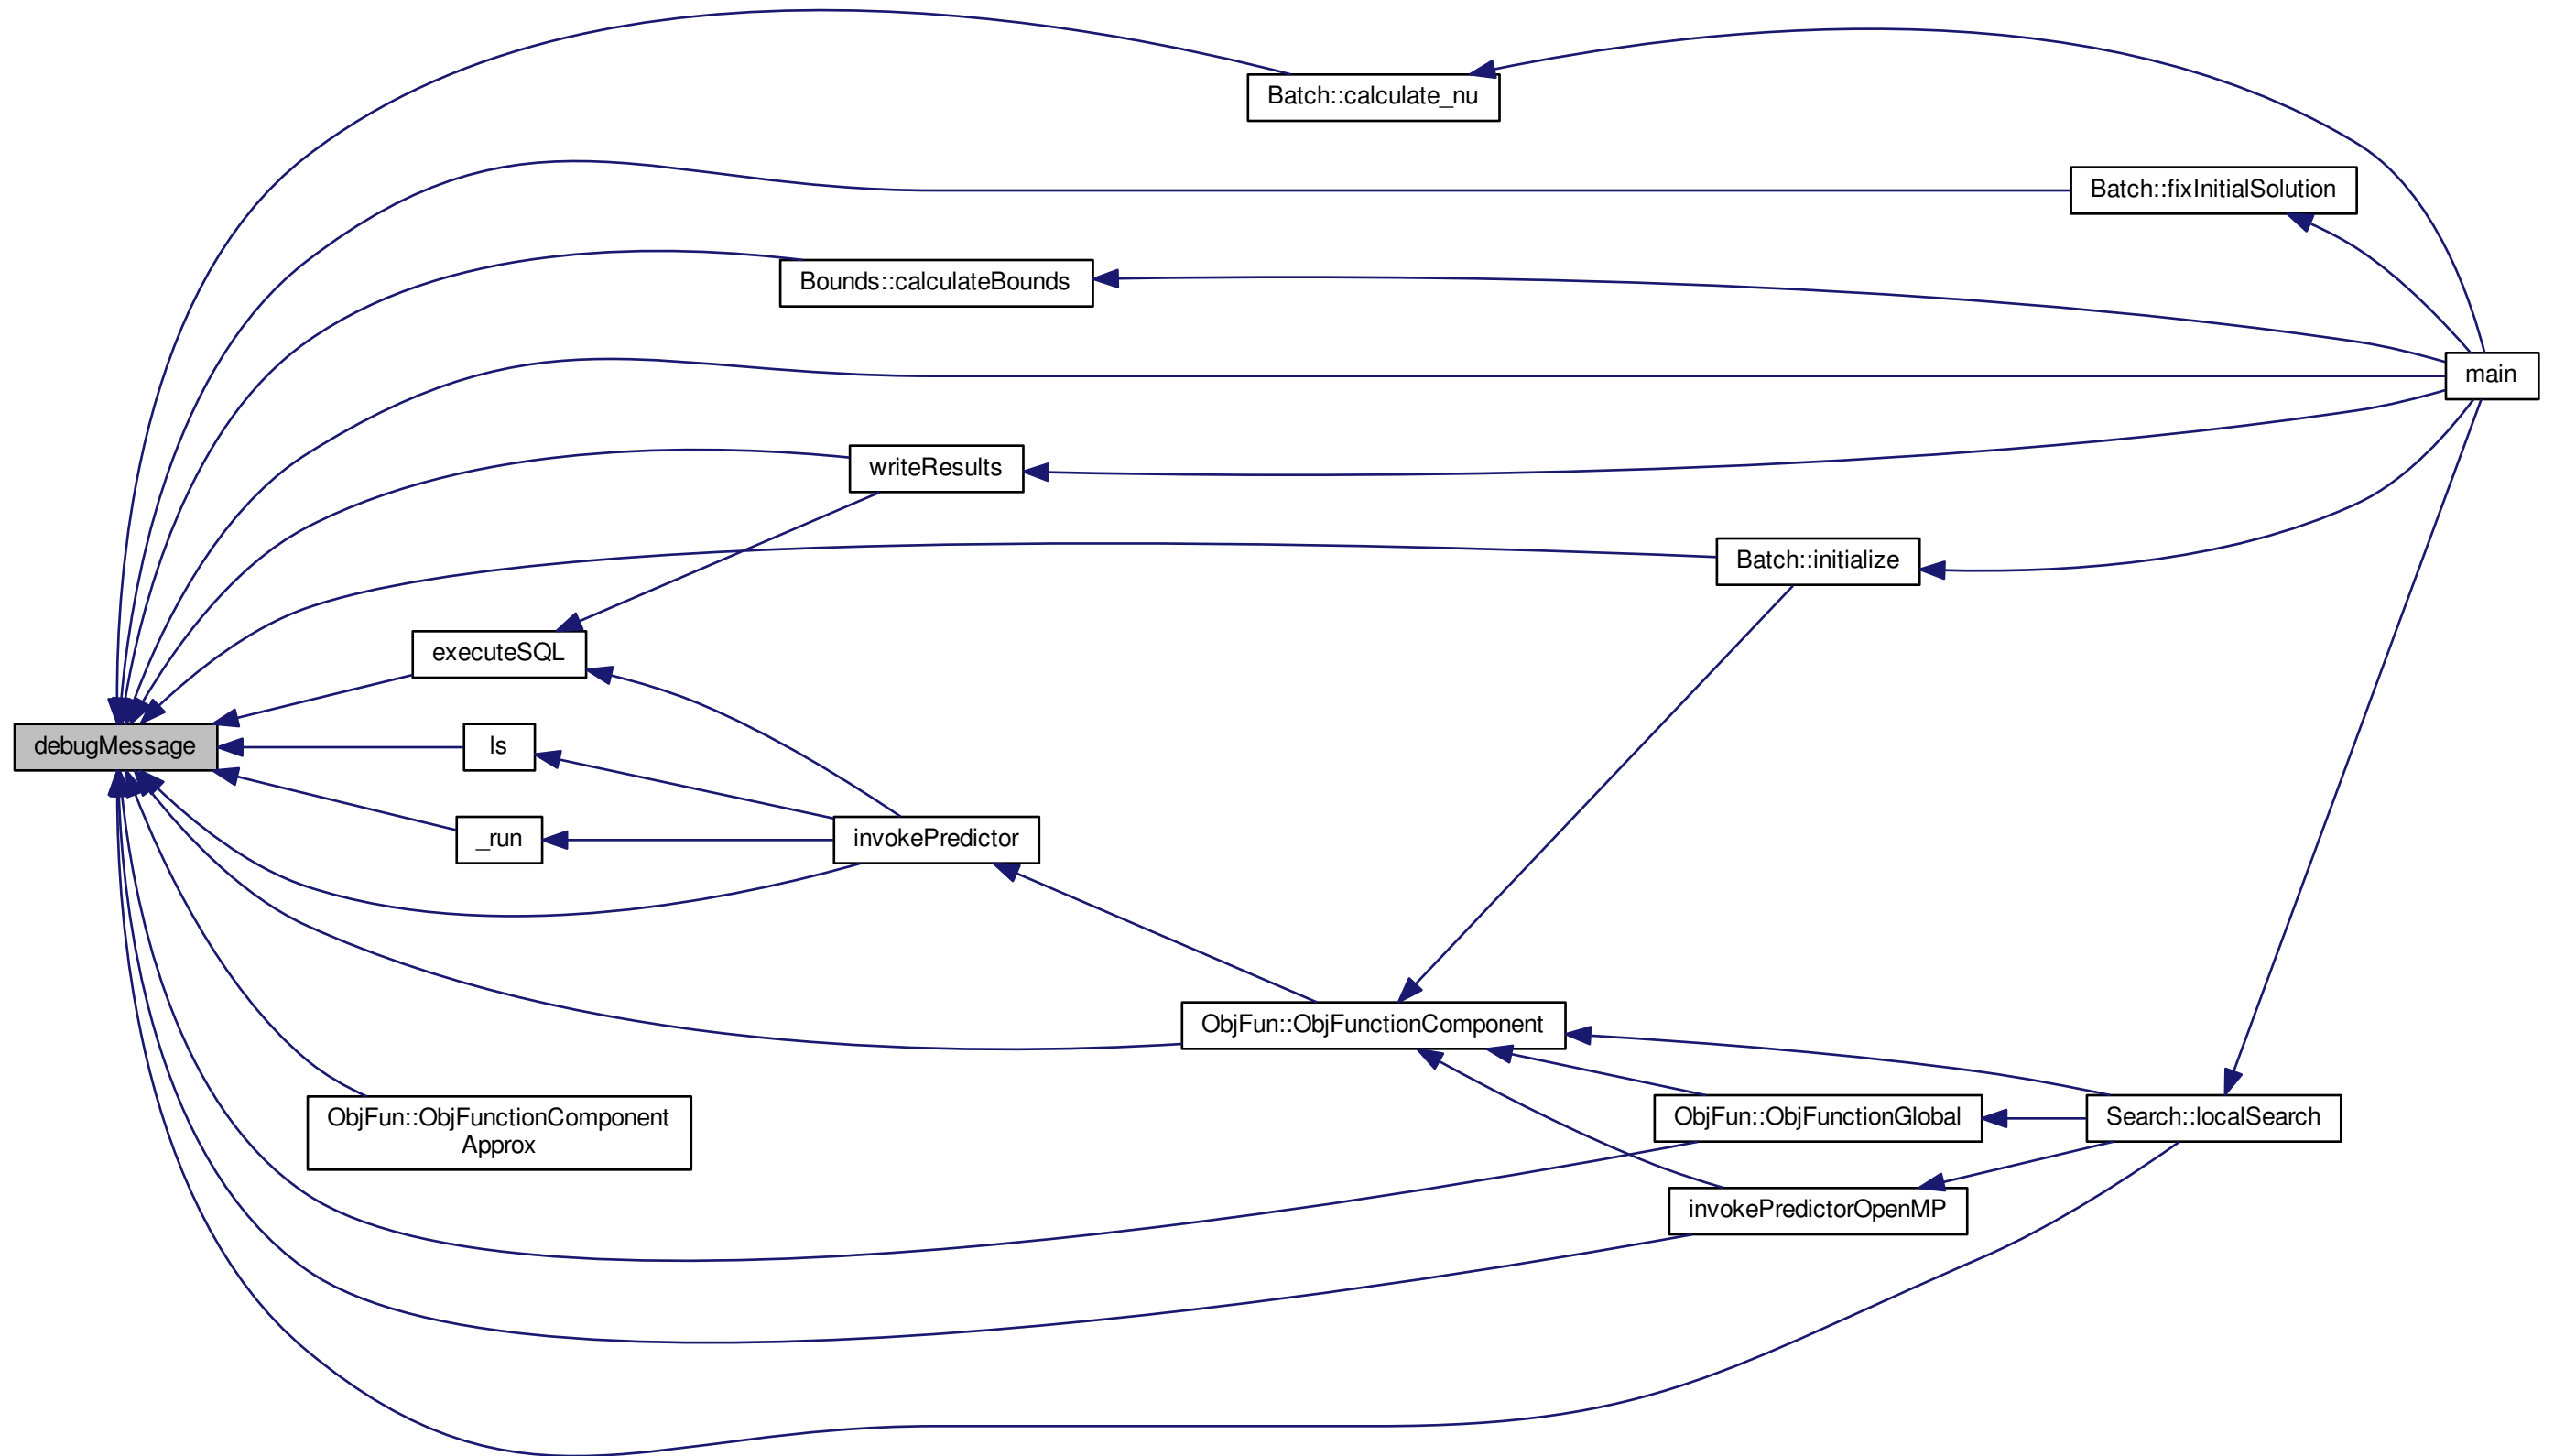 Batch::calculate_nu
Batch::fixInitialSolution
Bounds::calculateBounds
main
writeResults
Batch::initialize
executeSQL
debugMessage
ls
_run
invokePredictor
ObjFun::ObjFunctionComponent
ObjFun::ObjFunctionComponent
Approx
ObjFun::ObjFunctionGlobal
Search::localSearch
invokePredictorOpenMP